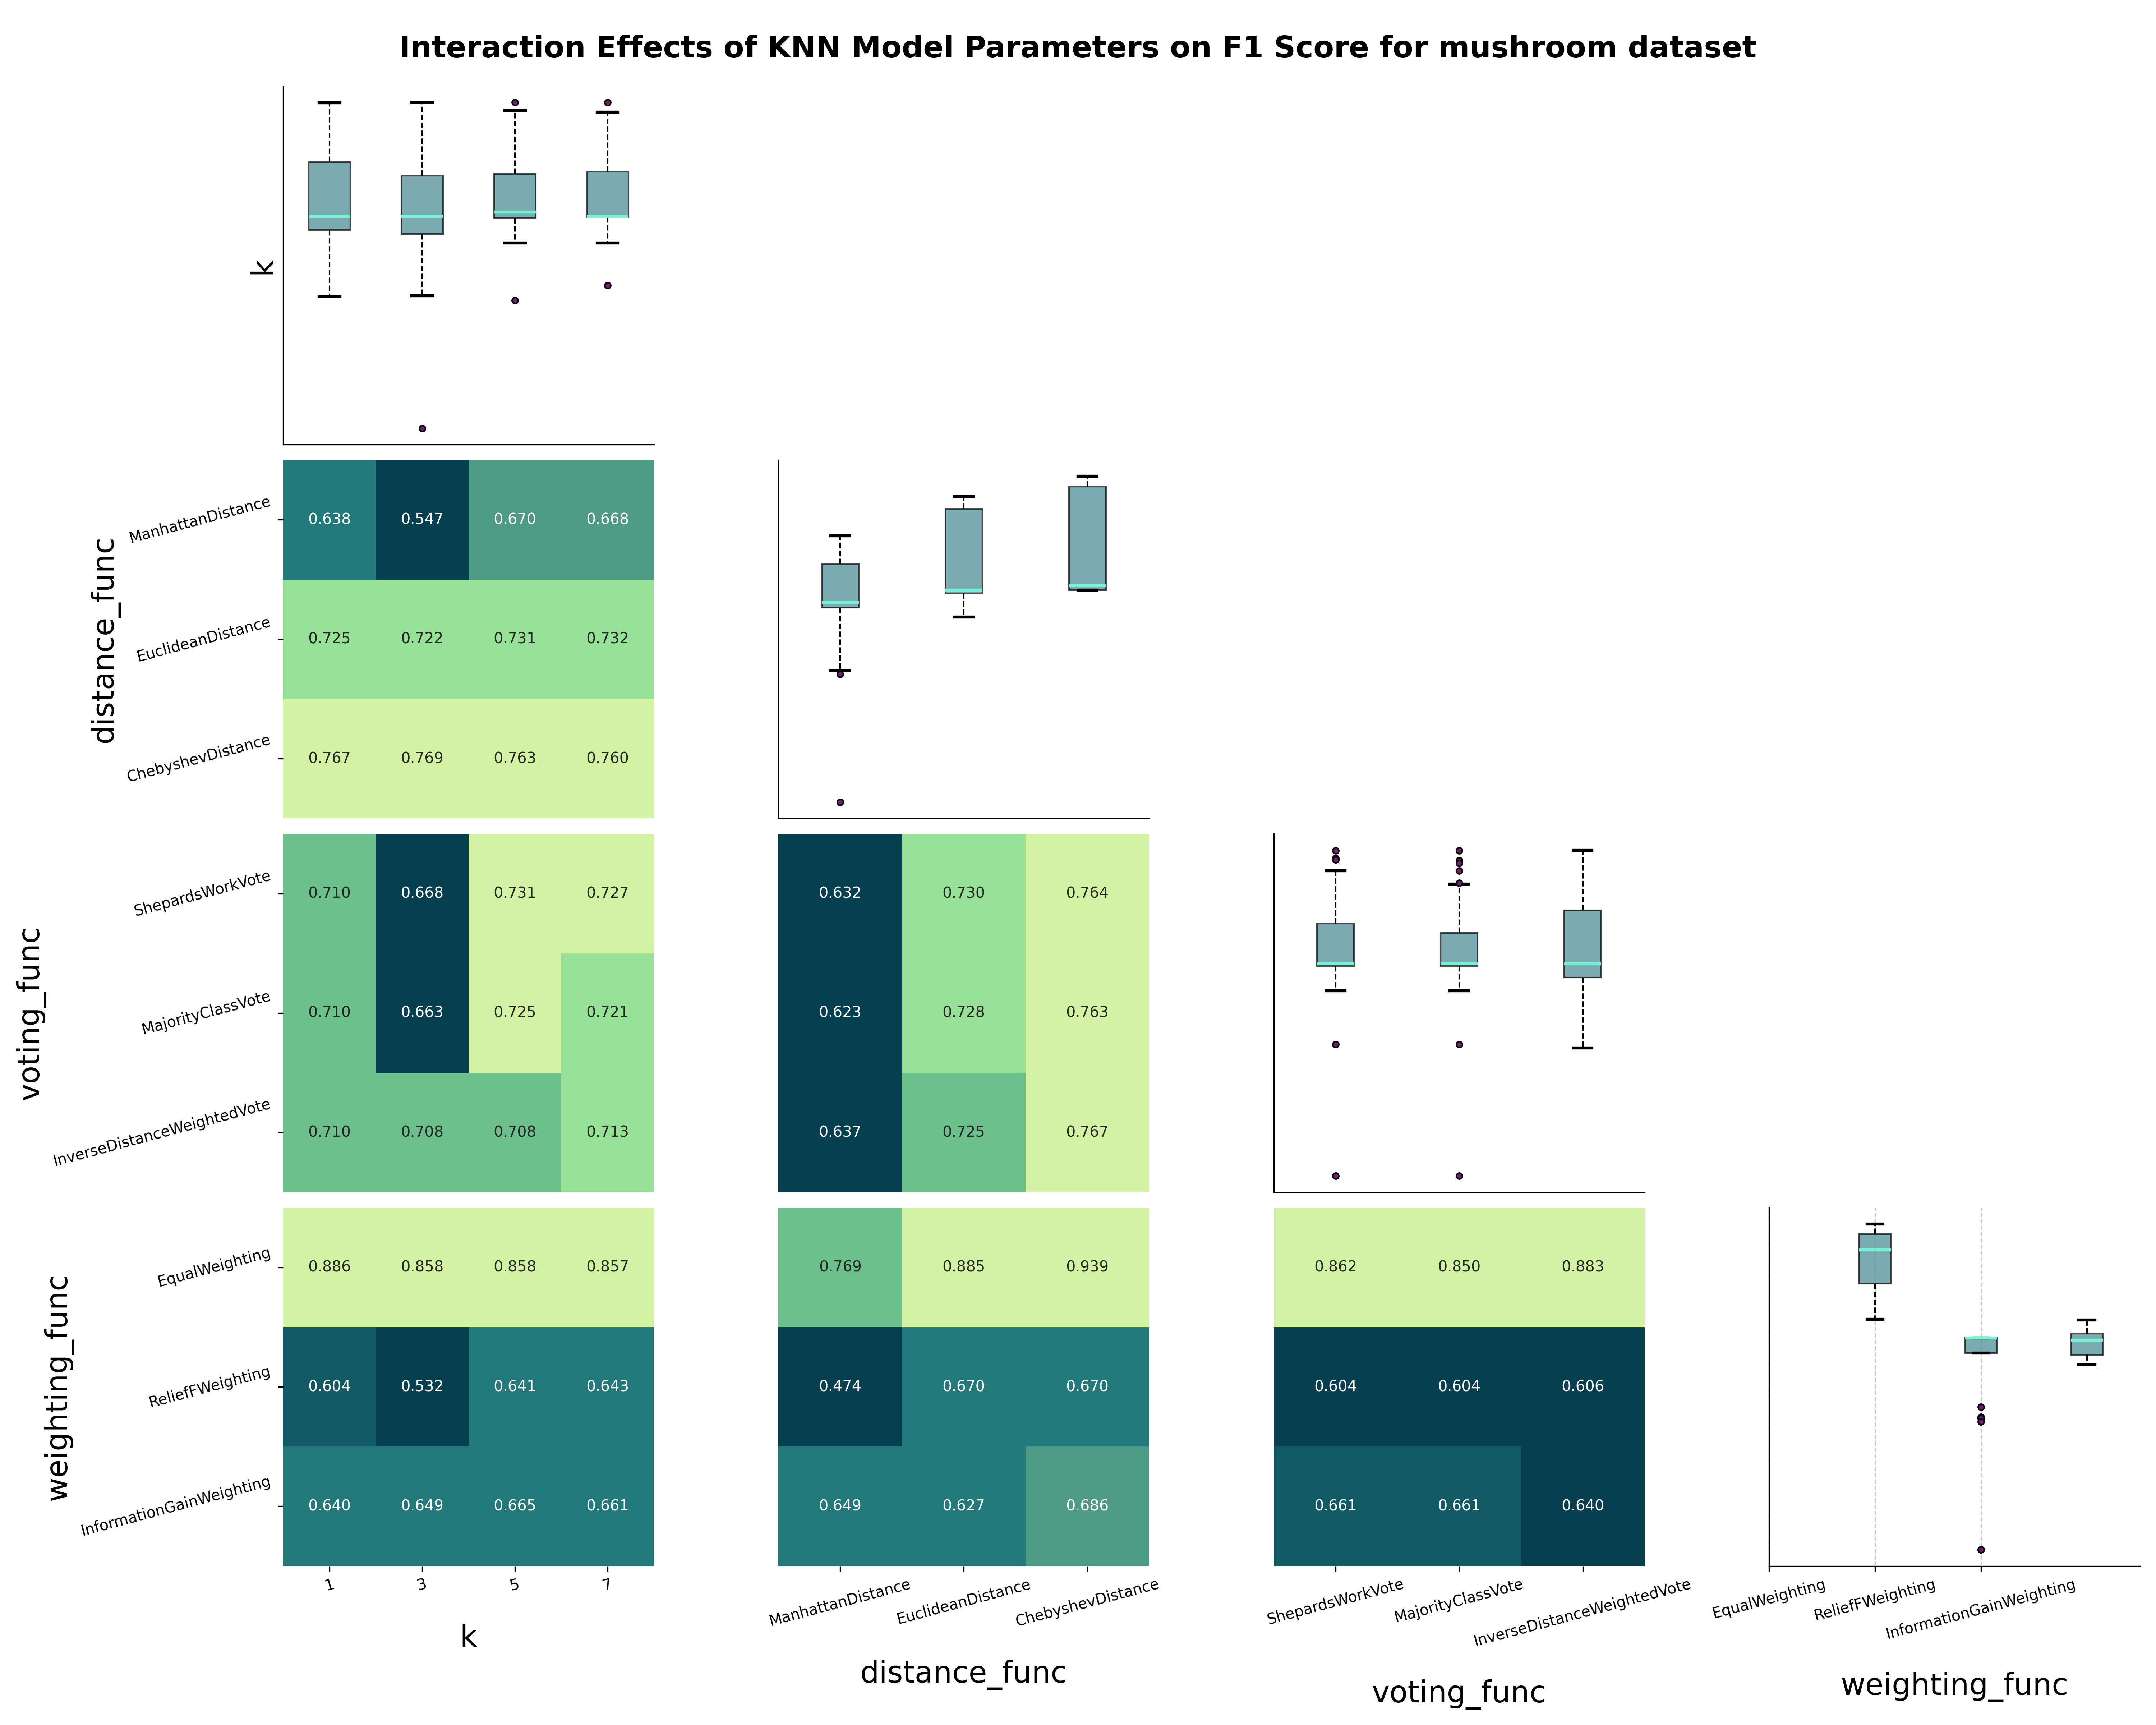 Interaction Effects of KNN Model Parameters on F1 Score for mushroom dataset
k
distance_func
ManhattanDistance
0.638 0.547 0.670 0.668
EuclideanDistance
0.725 0.722 0.731 0.732
ChebyshevDistance
0.767 0.769 0.763 0.760
voting_func
ShepardsWorkVote
0.710 0.668 0.731 0.727
0.632 0.730 0.764
MajorityClassVote
0.710 0.663 0.725 0.721
0.623 0.728 0.763
InverseDistanceWeightedVote
0.710 0.708 0.708 0.713
0.637 0.725 0.767
weighting_func
EqualWeighting
0.886 0.858 0.858 0.857
0.769 0.885 0.939
0.862 0.850 0.883
ReliefFWeighting
0.604 0.532 0.641 0.643
0.474 0.670 0.670
0.604 0.604 0.606
InformationGainWeighting
0.640 0.649 0.665 0.661
0.649 0.627 0.686
0.661 0.661 0.640
1 3 5 7
k
ManhattanDistance
EuclideanDistance
ChebyshevDistance
distance_func
ShepardsWorkVote
MajorityClassVote
InverseDistanceWeightedVote
voting_func
EqualWeighting
ReliefFWeighting
InformationGainWeighting
weighting_func